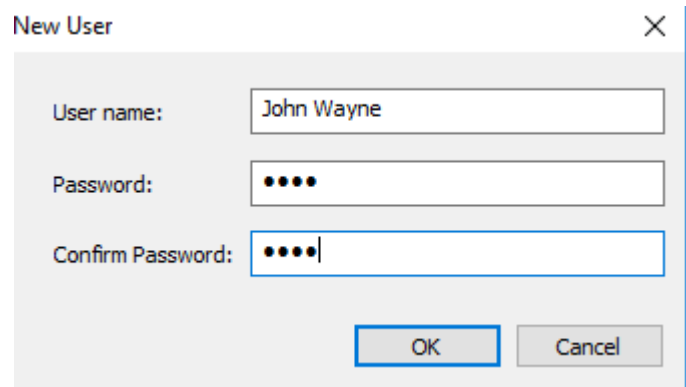 New User
User name: John Wayne
Password: ••••
Confirm Password: ••••
OK Cancel